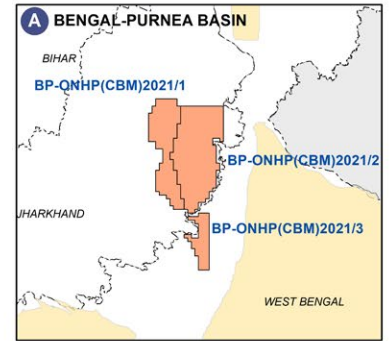 A BENGAL-PURNEA BASIN
BIHAR
BP-ONHP(CBM)2021/1
BP-ONHP(CBM)2021/2
JHARKHAND
BP-ONHP(CBM)2021/3
WEST BENGAL